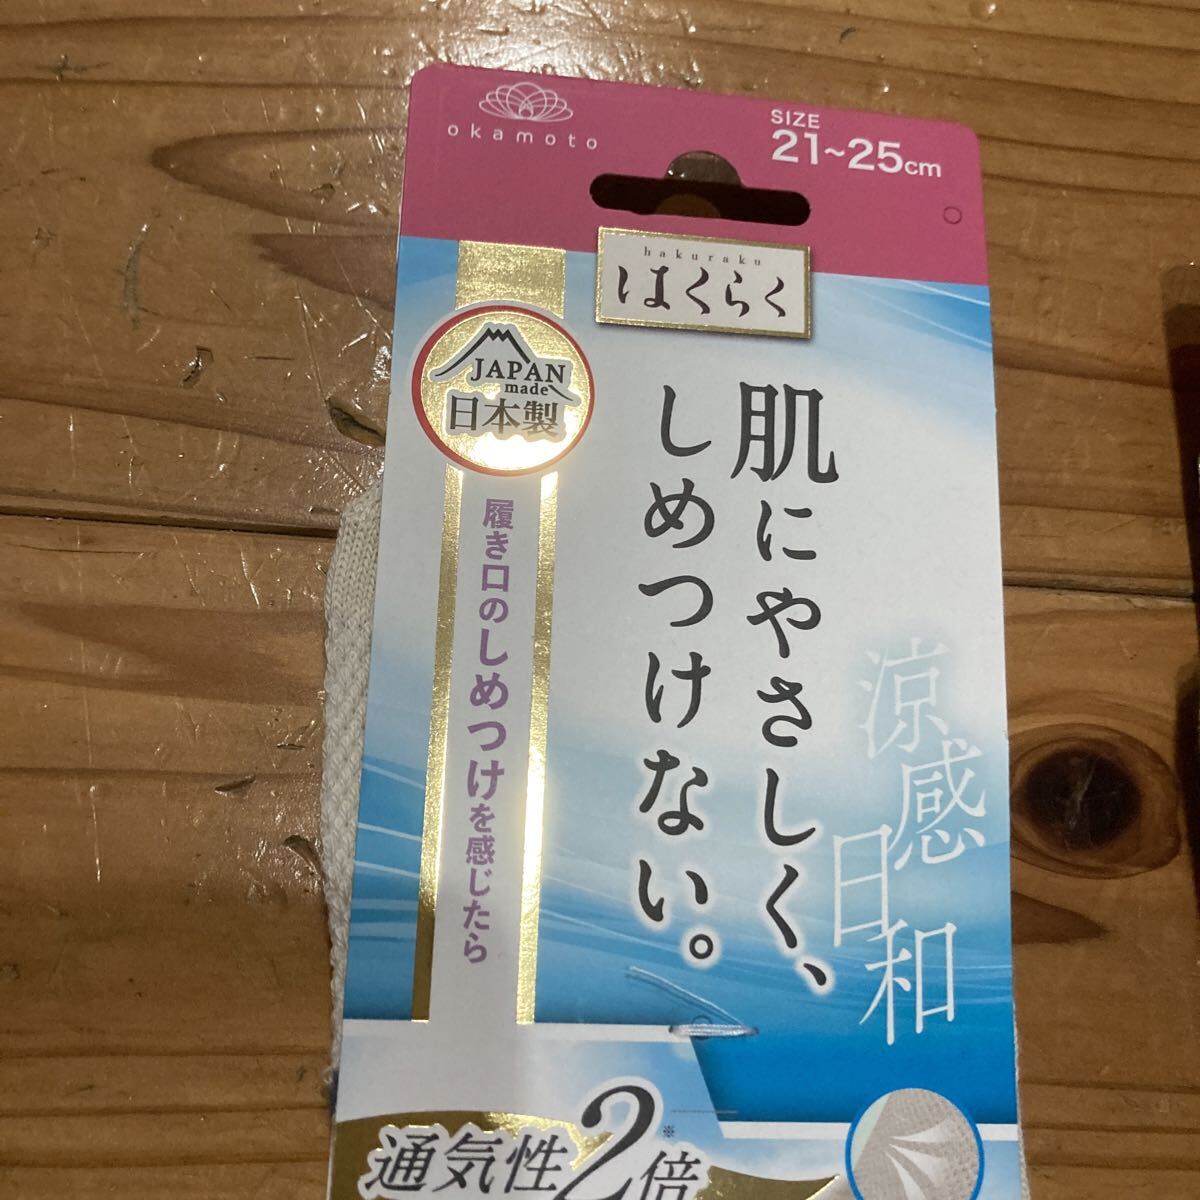 okamoto
SIZE
21~25cm
hakuraku
はくらく
JAPAN
made
日本製
肌にやさしく、
しめつけない。
履き口のしめつけを感じたら
涼感
日和
通気性2倍
※